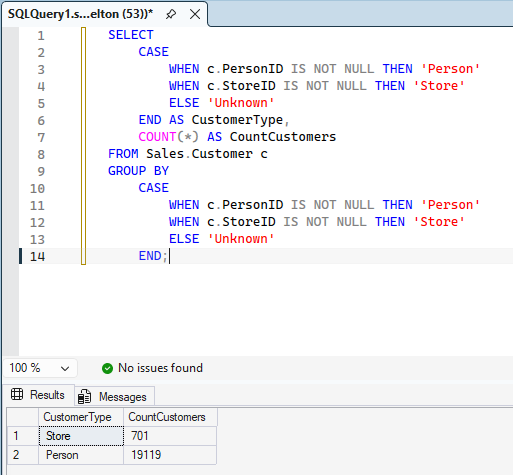 SQLQuery1.s...elton (53))*
1 SELECT
2 CASE
3 WHEN c.PersonID IS NOT NULL THEN 'Person'
4 WHEN c.StoreID IS NOT NULL THEN 'Store'
5 ELSE 'Unknown'
6 END AS CustomerType,
7 COUNT(*) AS CountCustomers
8 FROM Sales.Customer c
9 GROUP BY
10 CASE
11 WHEN c.PersonID IS NOT NULL THEN 'Person'
12 WHEN c.StoreID IS NOT NULL THEN 'Store'
13 ELSE 'Unknown'
14 END;
100 % No issues found
Results Messages
CustomerType CountCustomers
1 Store 701
2 Person 19119